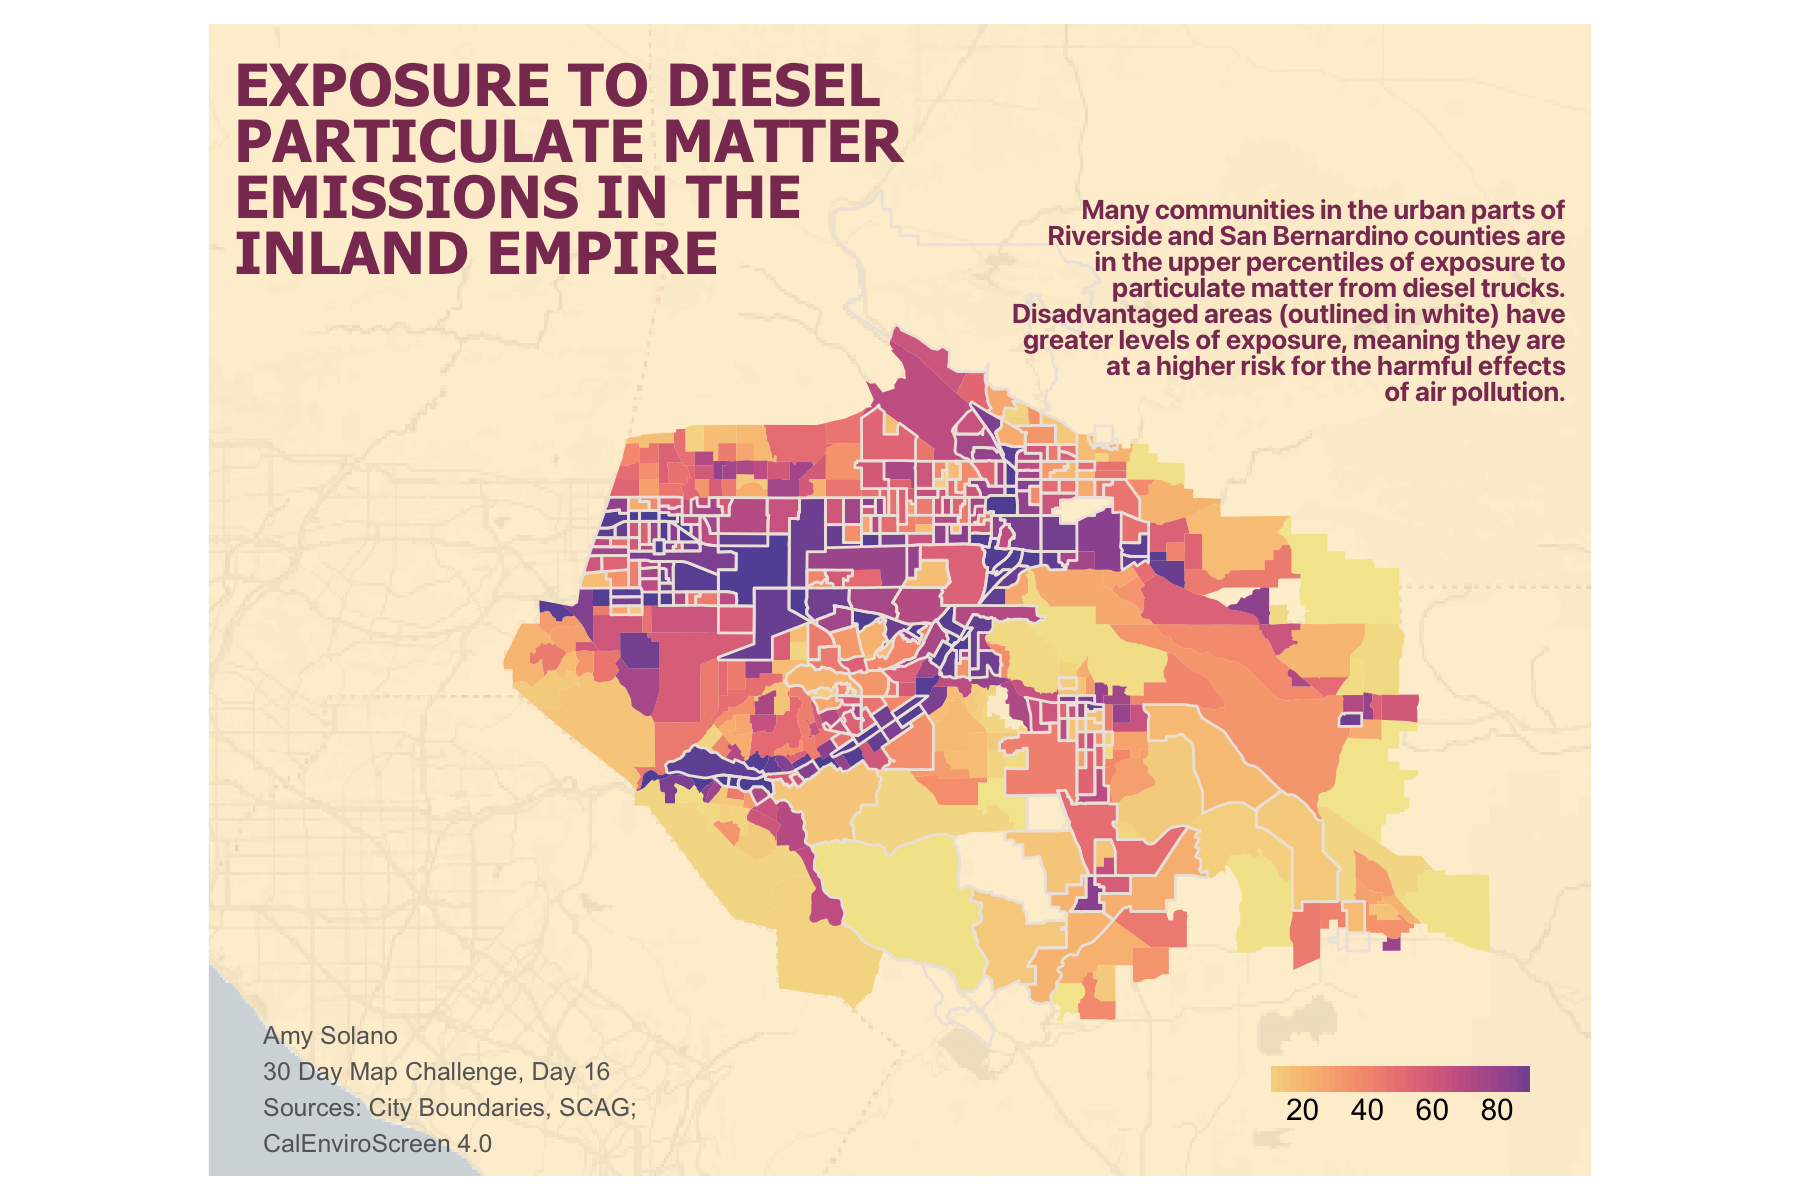 EXPOSURE TO DIESEL
PARTICULATE MATTER
EMISSIONS IN THE
INLAND EMPIRE
Many communities in the urban parts of
Riverside and San Bernardino counties are
in the upper percentiles of exposure to
particulate matter from diesel trucks.
Disadvantaged areas (outlined in white) have
greater levels of exposure, meaning they are
at a higher risk for the harmful effects
of air pollution.
Amy Solano
30 Day Map Challenge, Day 16
Sources: City Boundaries, SCAG;
CalEnviroScreen 4.0
20 40 60 80